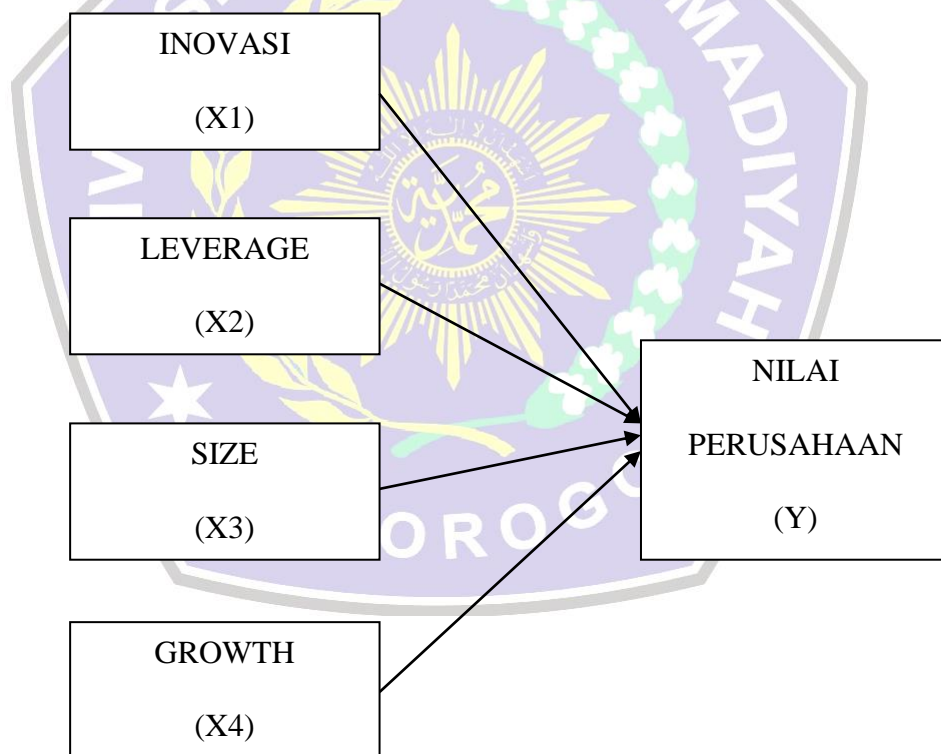 INOVASI
(X1)
LEVERAGE
(X2)
SIZE
(X3)
GROWTH
(X4)
NILAI
PERUSAHAAN
(Y)